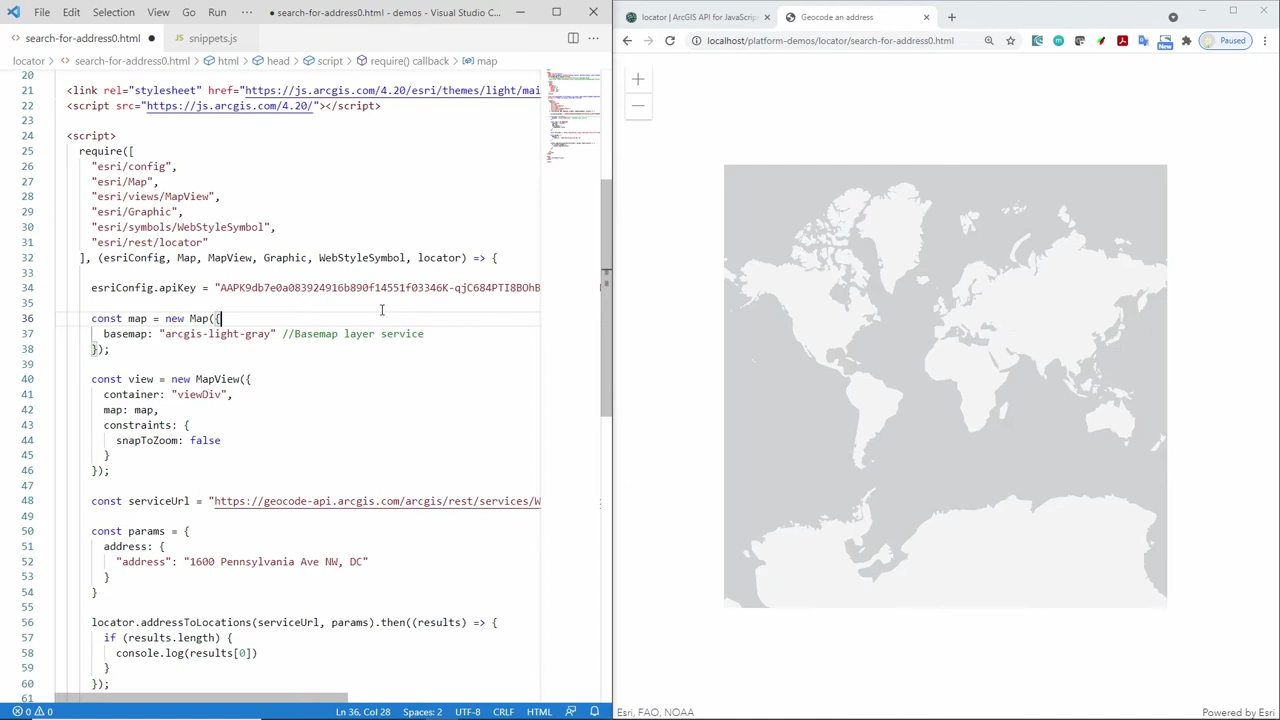 File Edit Selection View Go Run ··· search-for-address0.html - demos - Visual Studio C...
search-for-address0.html ● snippets.js
Locator > search-for-address0.html > html > script > require() callback > map
20 <link rel="stylesheet" href="https://js.arcgis.com/4.20/esri/themes/light/mai
<script src="https://js.arcgis.com </script>
<script>
"esri/config",
27 "esri/Map",
28 "esri/views/MapView",
29 "esri/Graphic",
30 "esri/symbols/WebStyleSymbol",
31 "esri/rest/locator"
32 ], (esriConfig, Map, MapView, Graphic, WebStyleSymbol, locator) => {
33
34 esriConfig.apiKey = "AAPK9db7e0a083924916b890f14551f03346K-qjC684PTI8BOhB
35
36 const map = new Map({
37 basemap: "arcgis-light-gray" //Basemap layer service
38 });
39
40 const view = new MapView({
41 container: "viewDiv",
42 map: map,
43 constraints: {
44 snapToZoom: false
45 }
46 });
47
48 const serviceUrl = "https://geocode-api.arcgis.com/arcgis/rest/services/W
49
50 const params = {
51 address: {
52 "address": "1600 Pennsylvania Ave NW, DC"
53 }
54 }
55
56 locator.addressToLocations(serviceUrl, params).then((results) => {
57 if (results.length) {
58 console.log(results[0])
59 }
60 });
61
0 0 Ln 36, Col 28 Spaces: 2 UTF-8 CRLF HTML
locator | ArcGIS API for JavaScrip Geocode an address
localhost/platform-demos/locator/search-for-address0.html New Paused
+
−
Esri, FAO, NOAA Powered by Esri